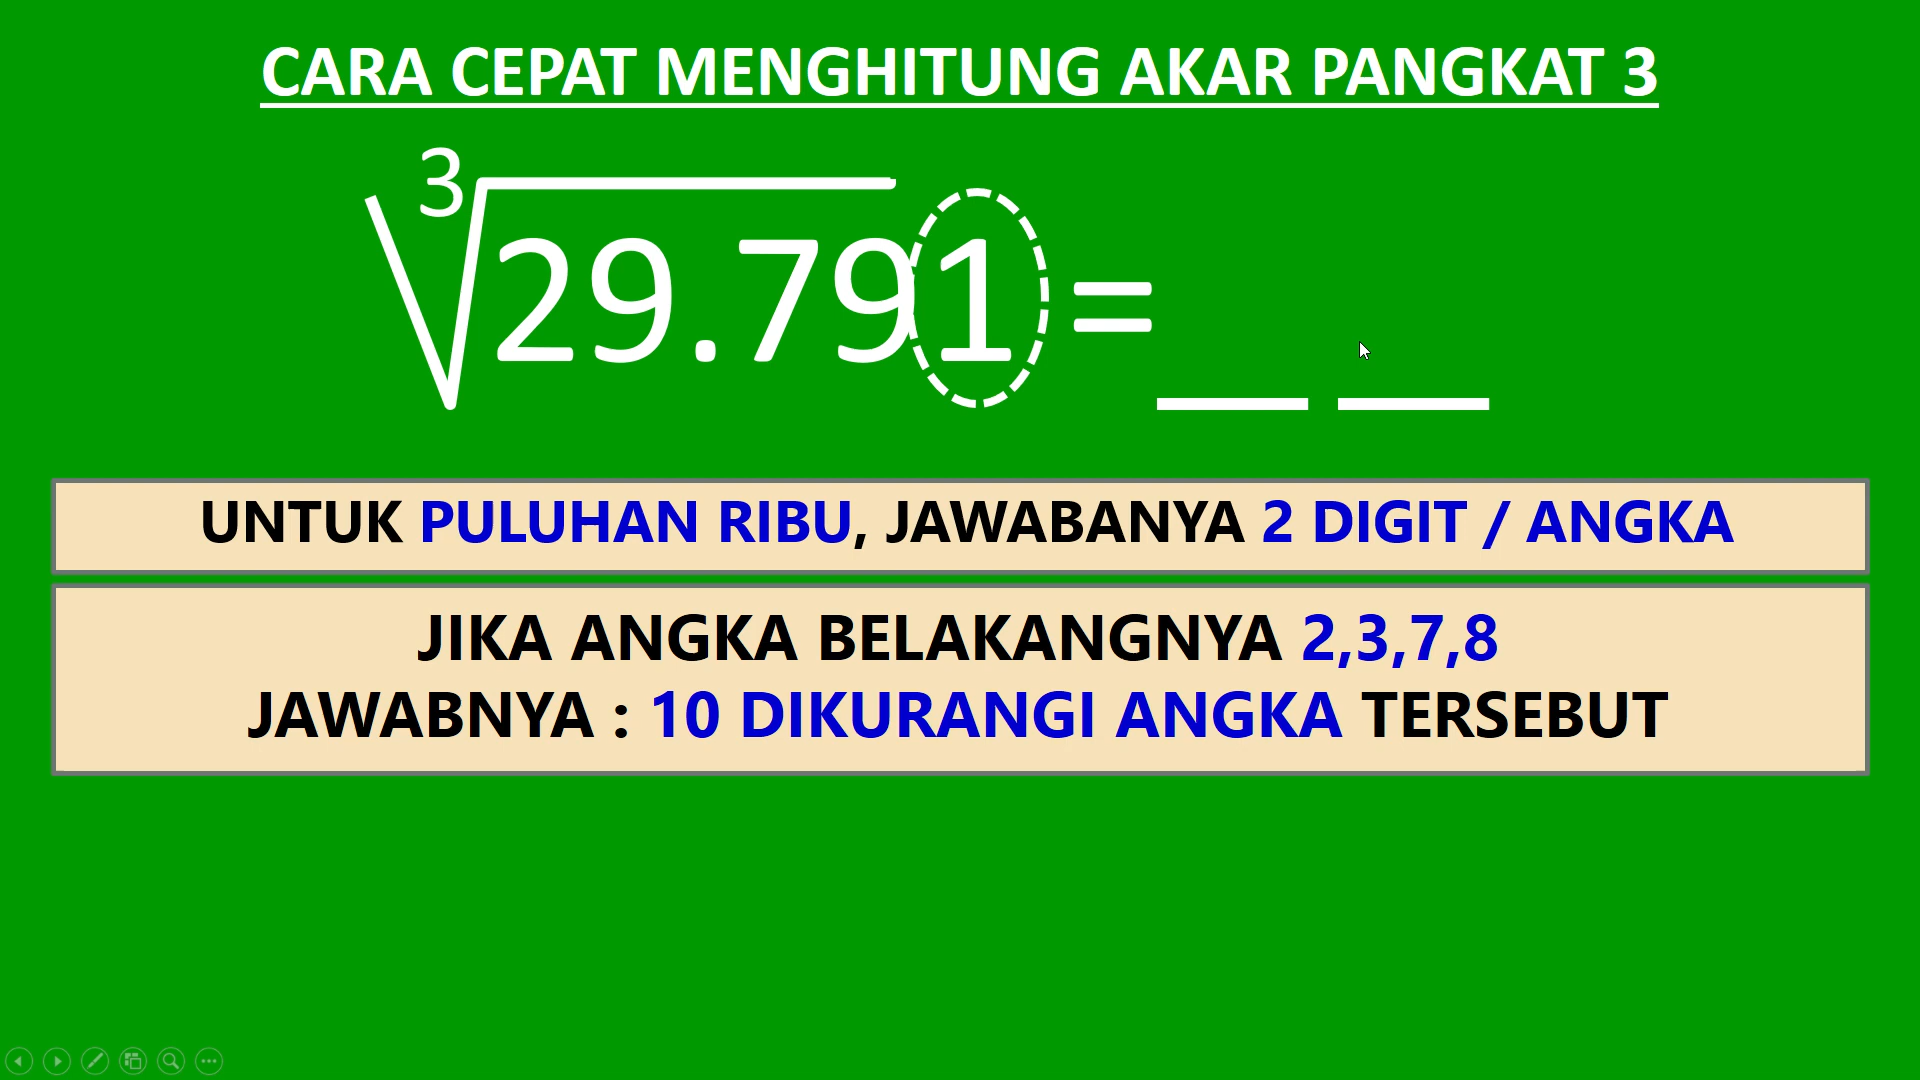 CARA CEPAT MENGHITUNG AKAR PANGKAT 3
3
29.791 =
UNTUK PULUHAN RIBU, JAWABANYA 2 DIGIT / ANGKA
JIKA ANGKA BELAKANGNYA 2,3,7,8
JAWABNYA : 10 DIKURANGI ANGKA TERSEBUT